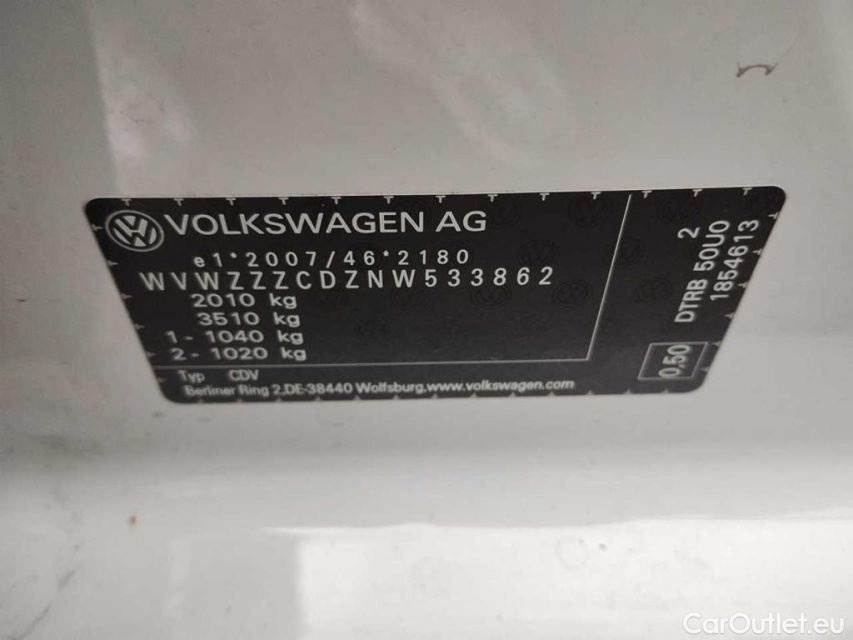 VOLKSWAGEN AG
e1*2007/46*2180
WVWZZZCDZNW533862
2010 kg
3510 kg
1- 1040 kg
2- 1020 kg
Typ CDV
Berliner Ring 2,DE-38440 Wolfsburg,www.volkswagen.com
2
DTRB 50U0
1854613
0,50
CarOutlet.eu